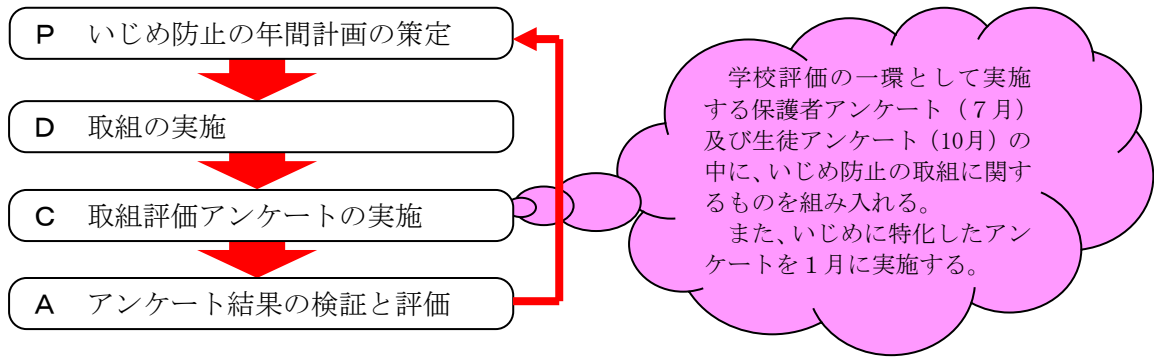 Ｐ　いじめ防止の年間計画の策定
Ｄ　取組の実施
Ｃ　取組評価アンケートの実施
Ａ　アンケート結果の検証と評価
学校評価の一環として実施
する保護者アンケート（７月）
及び生徒アンケート（10月）の
中に、いじめ防止の取組に関す
るものを組み入れる。
また、いじめに特化したアン
ケートを１月に実施する。